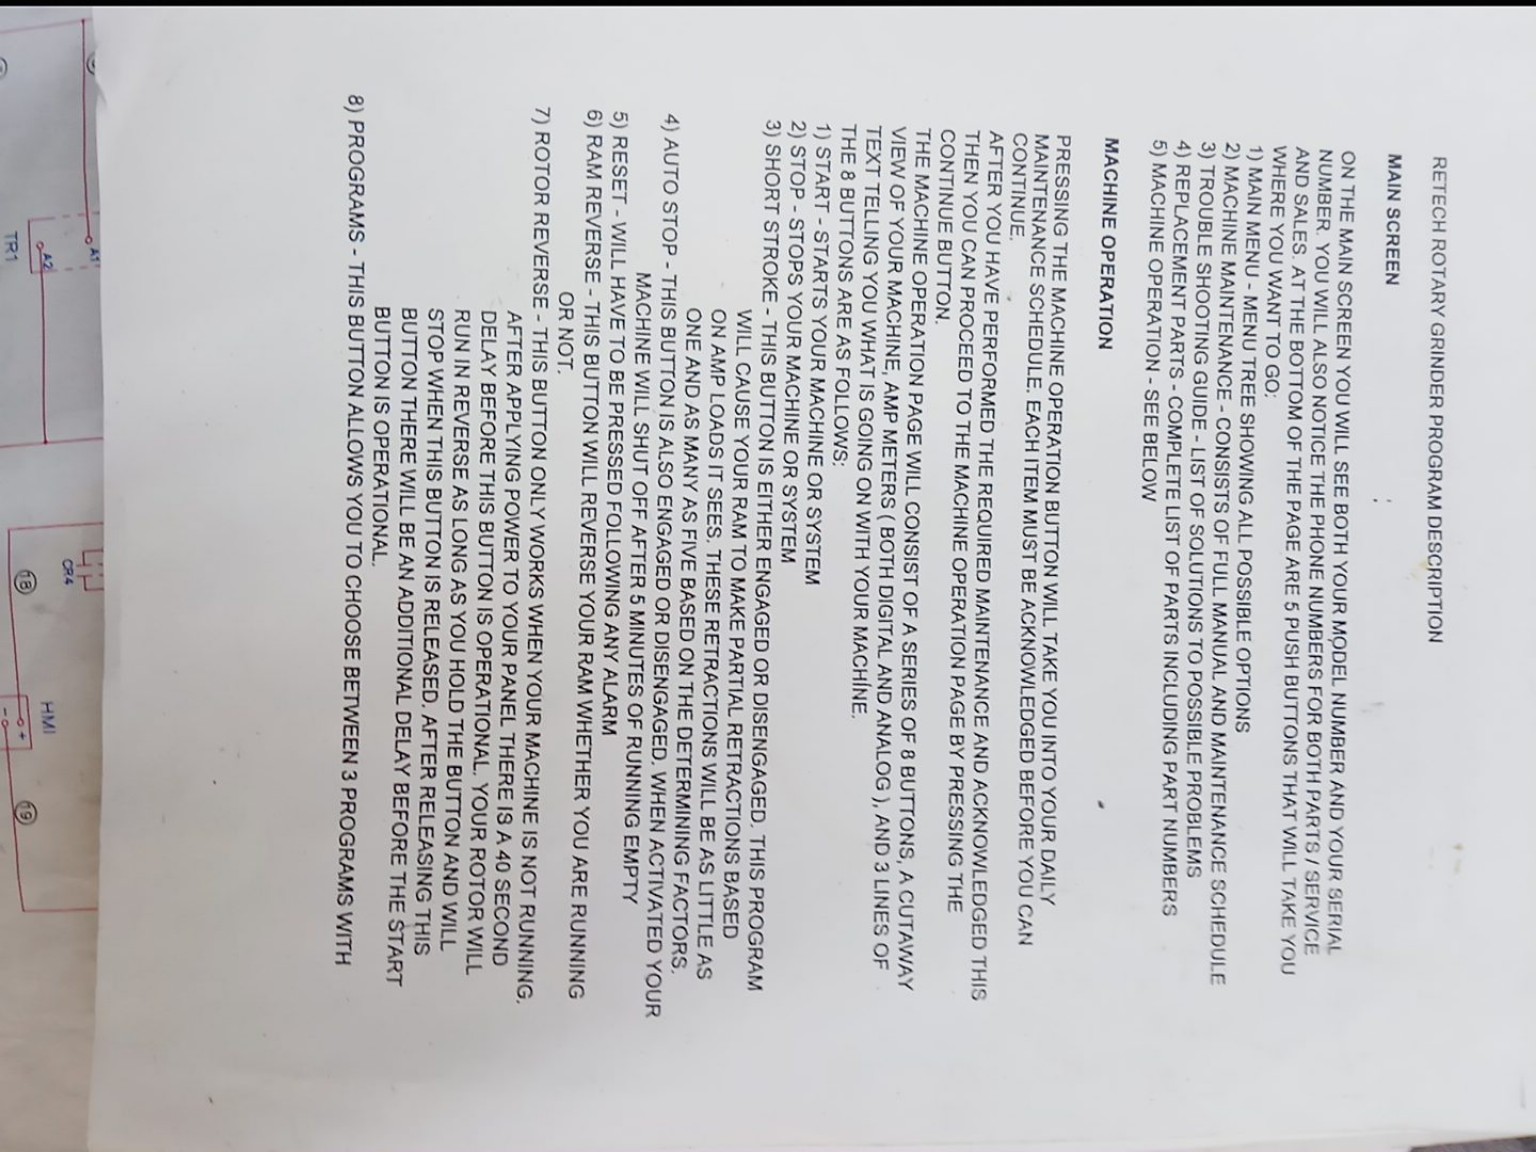 RETECH ROTARY GRINDER PROGRAM DESCRIPTION
MAIN SCREEN
ON THE MAIN SCREEN YOU WILL SEE BOTH YOUR MODEL NUMBER AND YOUR SERIAL
NUMBER. YOU WILL ALSO NOTICE THE PHONE NUMBERS FOR BOTH PARTS / SERVICE
AND SALES. AT THE BOTTOM OF THE PAGE ARE 5 PUSH BUTTONS THAT WILL TAKE YOU
WHERE YOU WANT TO GO:
1) MAIN MENU - MENU TREE SHOWING ALL POSSIBLE OPTIONS
2) MACHINE MAINTENANCE - CONSISTS OF FULL MANUAL AND MAINTENANCE SCHEDULE
3) TROUBLE SHOOTING GUIDE - LIST OF SOLUTIONS TO POSSIBLE PROBLEMS
4) REPLACEMENT PARTS - COMPLETE LIST OF PARTS INCLUDING PART NUMBERS
5) MACHINE OPERATION - SEE BELOW
MACHINE OPERATION
PRESSING THE MACHINE OPERATION BUTTON WILL TAKE YOU INTO YOUR DAILY
MAINTENANCE SCHEDULE. EACH ITEM MUST BE ACKNOWLEDGED BEFORE YOU CAN
CONTINUE.
AFTER YOU HAVE PERFORMED THE REQUIRED MAINTENANCE AND ACKNOWLEDGED THIS
THEN YOU CAN PROCEED TO THE MACHINE OPERATION PAGE BY PRESSING THE
CONTINUE BUTTON.
THE MACHINE OPERATION PAGE WILL CONSIST OF A SERIES OF 8 BUTTONS, A CUTAWAY
VIEW OF YOUR MACHINE, AMP METERS ( BOTH DIGITAL AND ANALOG ), AND 3 LINES OF
TEXT TELLING YOU WHAT IS GOING ON WITH YOUR MACHINE.
THE 8 BUTTONS ARE AS FOLLOWS:
1) START - STARTS YOUR MACHINE OR SYSTEM
2) STOP - STOPS YOUR MACHINE OR SYSTEM
3) SHORT STROKE - THIS BUTTON IS EITHER ENGAGED OR DISENGAGED. THIS PROGRAM
WILL CAUSE YOUR RAM TO MAKE PARTIAL RETRACTIONS BASED
ON AMP LOADS IT SEES. THESE RETRACTIONS WILL BE AS LITTLE AS
ONE AND AS MANY AS FIVE BASED ON THE DETERMINING FACTORS.
4) AUTO STOP - THIS BUTTON IS ALSO ENGAGED OR DISENGAGED. WHEN ACTIVATED YOUR
MACHINE WILL SHUT OFF AFTER 5 MINUTES OF RUNNING EMPTY
5) RESET - WILL HAVE TO BE PRESSED FOLLOWING ANY ALARM
6) RAM REVERSE - THIS BUTTON WILL REVERSE YOUR RAM WHETHER YOU ARE RUNNING
OR NOT.
7) ROTOR REVERSE - THIS BUTTON ONLY WORKS WHEN YOUR MACHINE IS NOT RUNNING.
AFTER APPLYING POWER TO YOUR PANEL THERE IS A 40 SECOND
DELAY BEFORE THIS BUTTON IS OPERATIONAL. YOUR ROTOR WILL
RUN IN REVERSE AS LONG AS YOU HOLD THE BUTTON AND WILL
STOP WHEN THIS BUTTON IS RELEASED. AFTER RELEASING THIS
BUTTON THERE WILL BE AN ADDITIONAL DELAY BEFORE THE START
BUTTON IS OPERATIONAL.
8) PROGRAMS - THIS BUTTON ALLOWS YOU TO CHOOSE BETWEEN 3 PROGRAMS WITH
A1
A2
TR1
CR4
18
HMI
- +
19